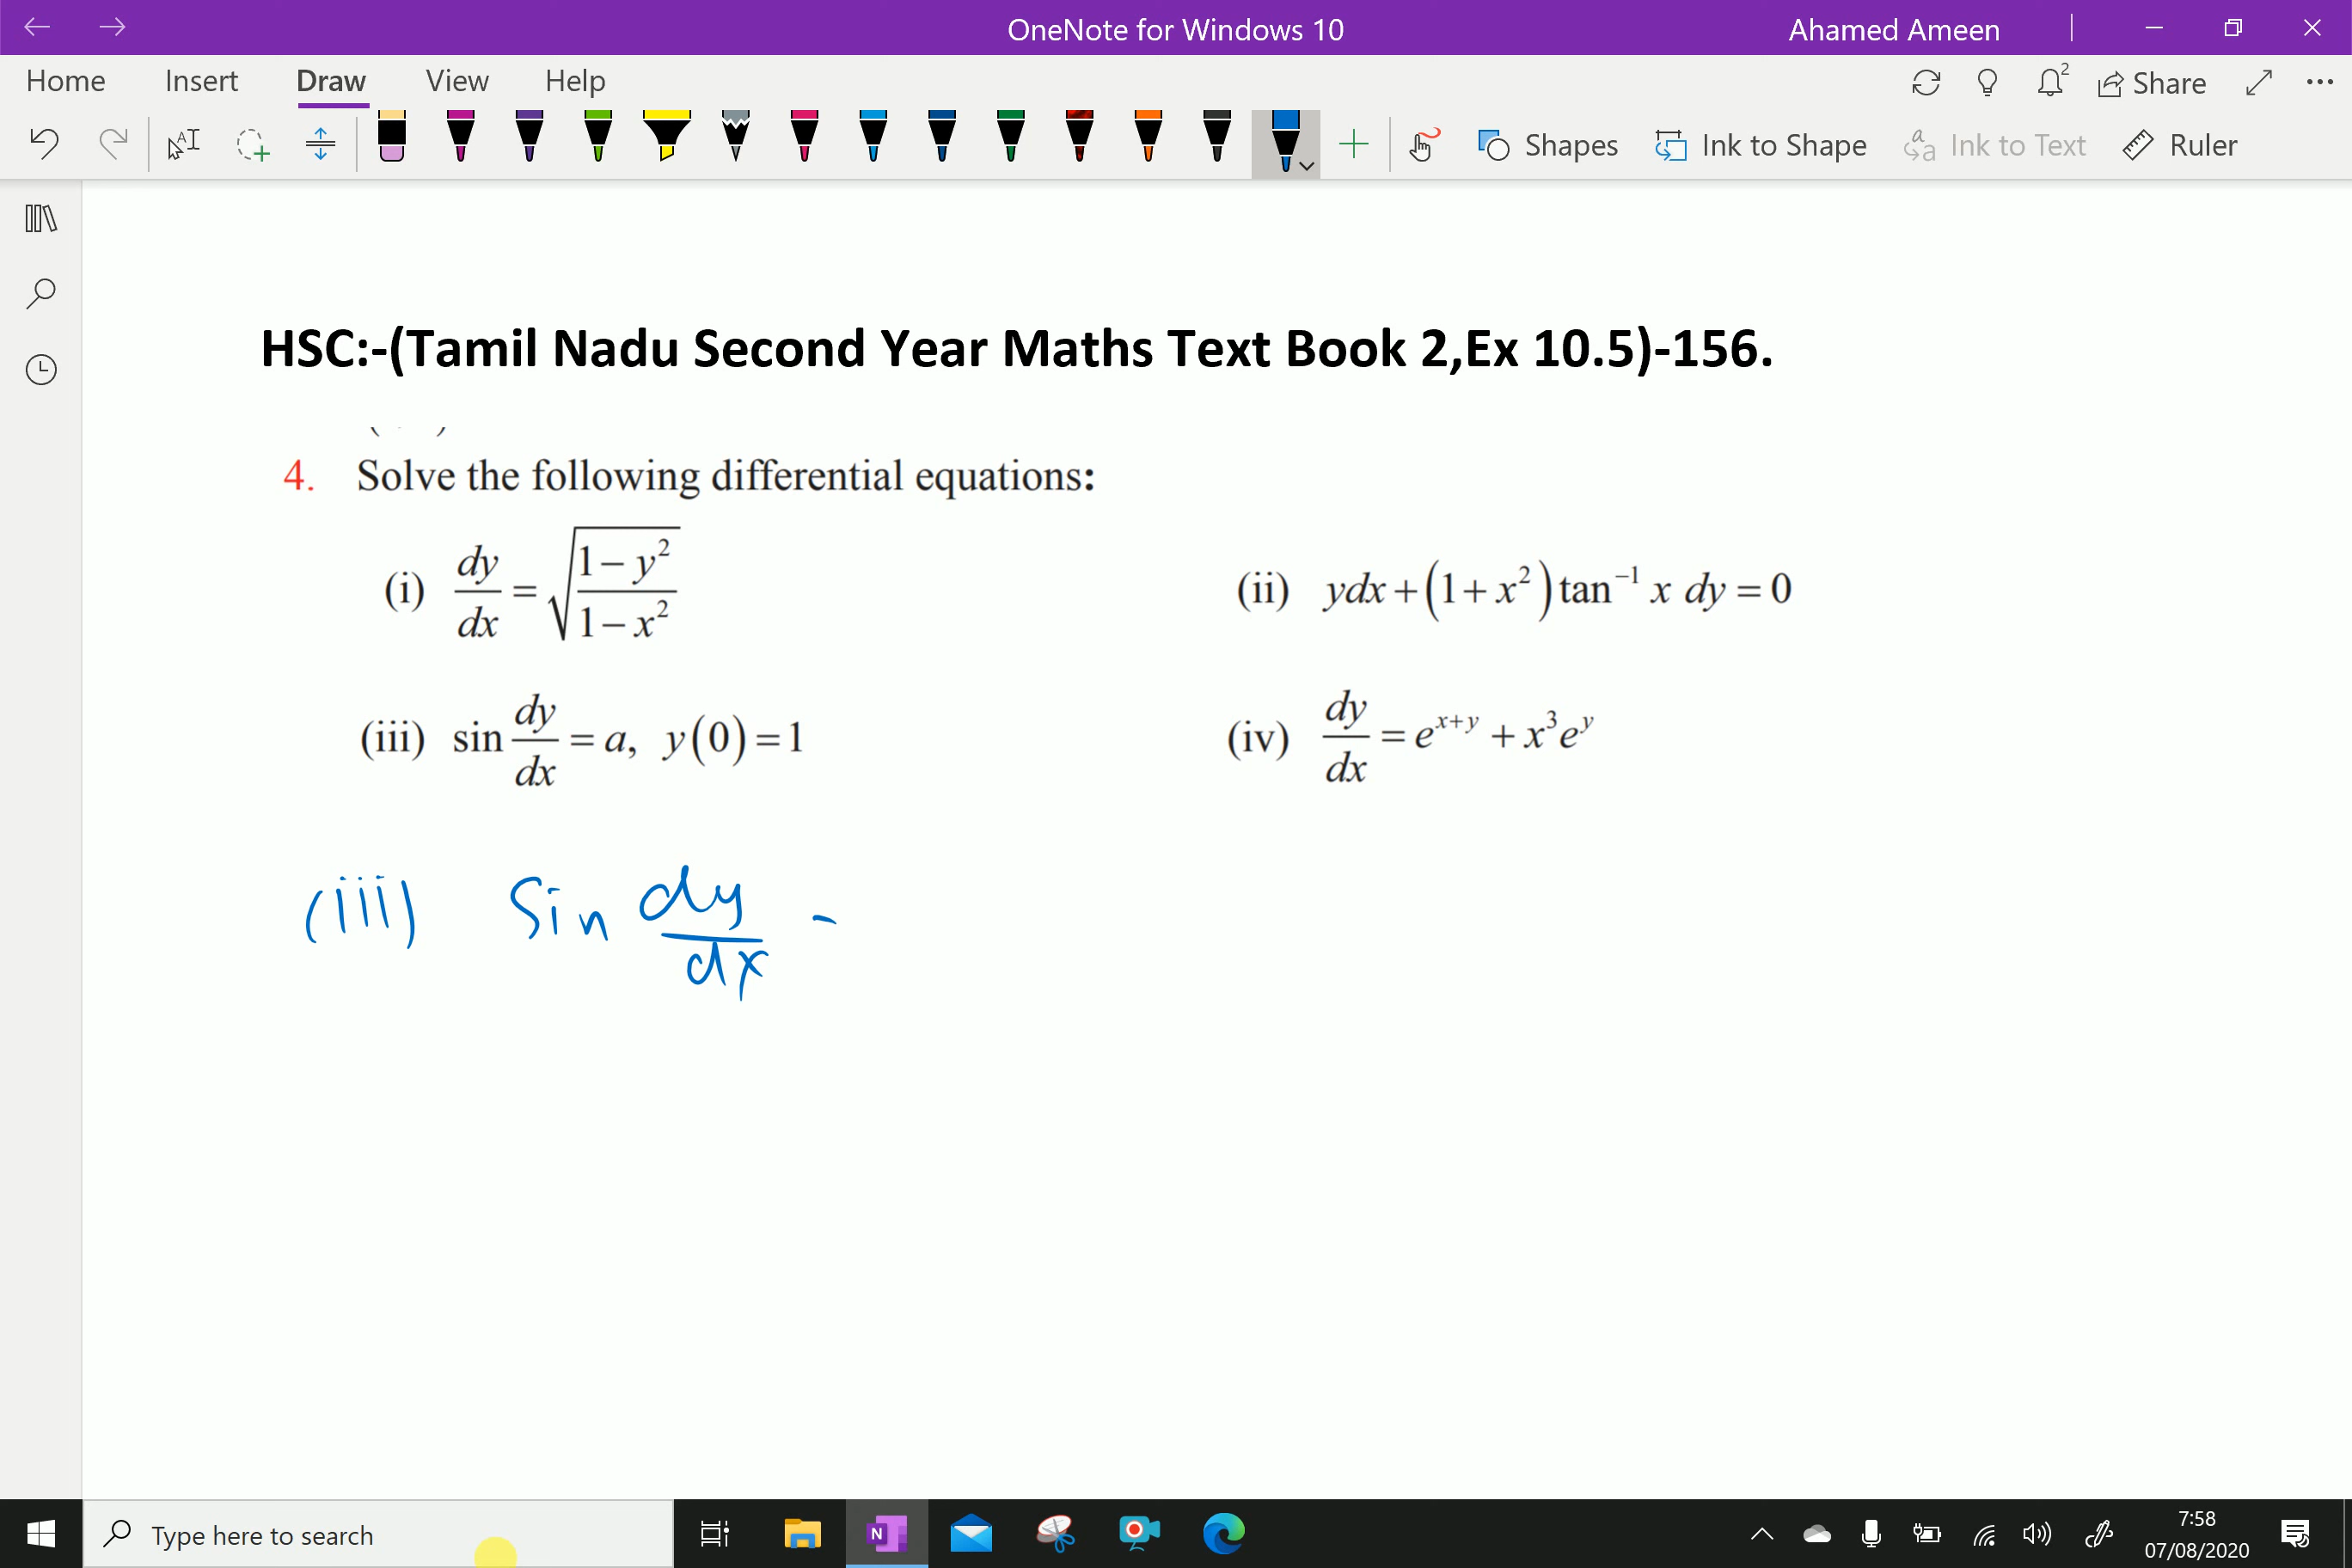 OneNote for Windows 10
Ahamed Ameen
Home Insert Draw View Help
2 Share
Shapes Ink to Shape Ink to Text Ruler
HSC:-(Tamil Nadu Second Year Maths Text Book 2,Ex 10.5)-156.
4. Solve the following differential equations:
(i) dy/dx = √((1 − y²)/(1 − x²))
(ii) ydx + (1 + x²) tan⁻¹ x dy = 0
(iii) sin dy/dx = a, y(0) = 1
(iv) dy/dx = e^(x+y) + x³e^y
(iii) Sin dy/dx -
Type here to search
7:58
07/08/2020